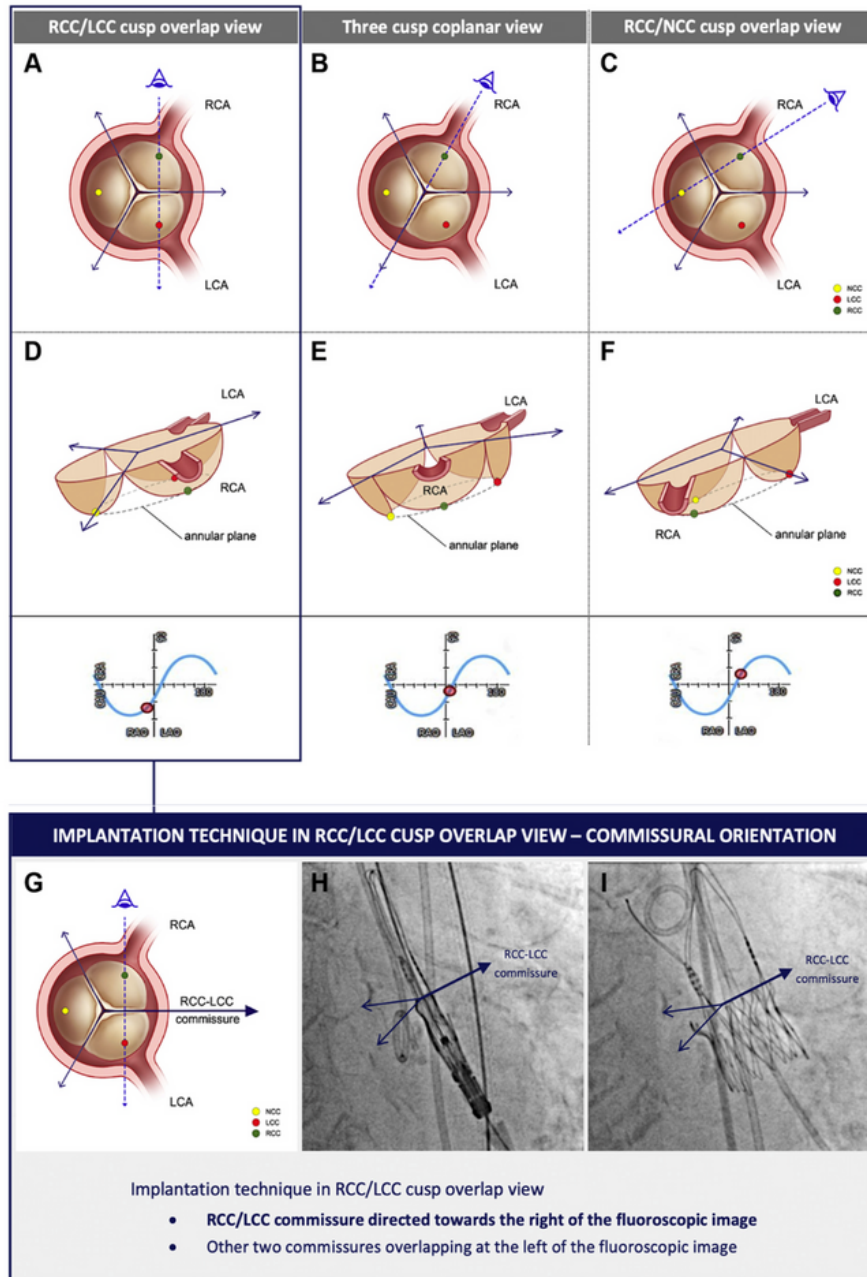 RCC/LCC cusp overlap view
Three cusp coplanar view
RCC/NCC cusp overlap view
A
RCA
LCA
B
RCA
LCA
C
RCA
LCA
NCC
LCC
RCC
D
LCA
RCA
annular plane
E
LCA
RCA
annular plane
F
LCA
RCA
annular plane
NCC
LCC
RCC
RAO
LAO
RAO
LAO
RAO
LAO
IMPLANTATION TECHNIQUE IN RCC/LCC CUSP OVERLAP VIEW – COMMISSURAL ORIENTATION
G
RCA
RCC-LCC
commissure
LCA
NCC
LCC
RCC
H
RCC-LCC
commissure
I
RCC-LCC
commissure
Implantation technique in RCC/LCC cusp overlap view
• RCC/LCC commissure directed towards the right of the fluoroscopic image
• Other two commissures overlapping at the left of the fluoroscopic image